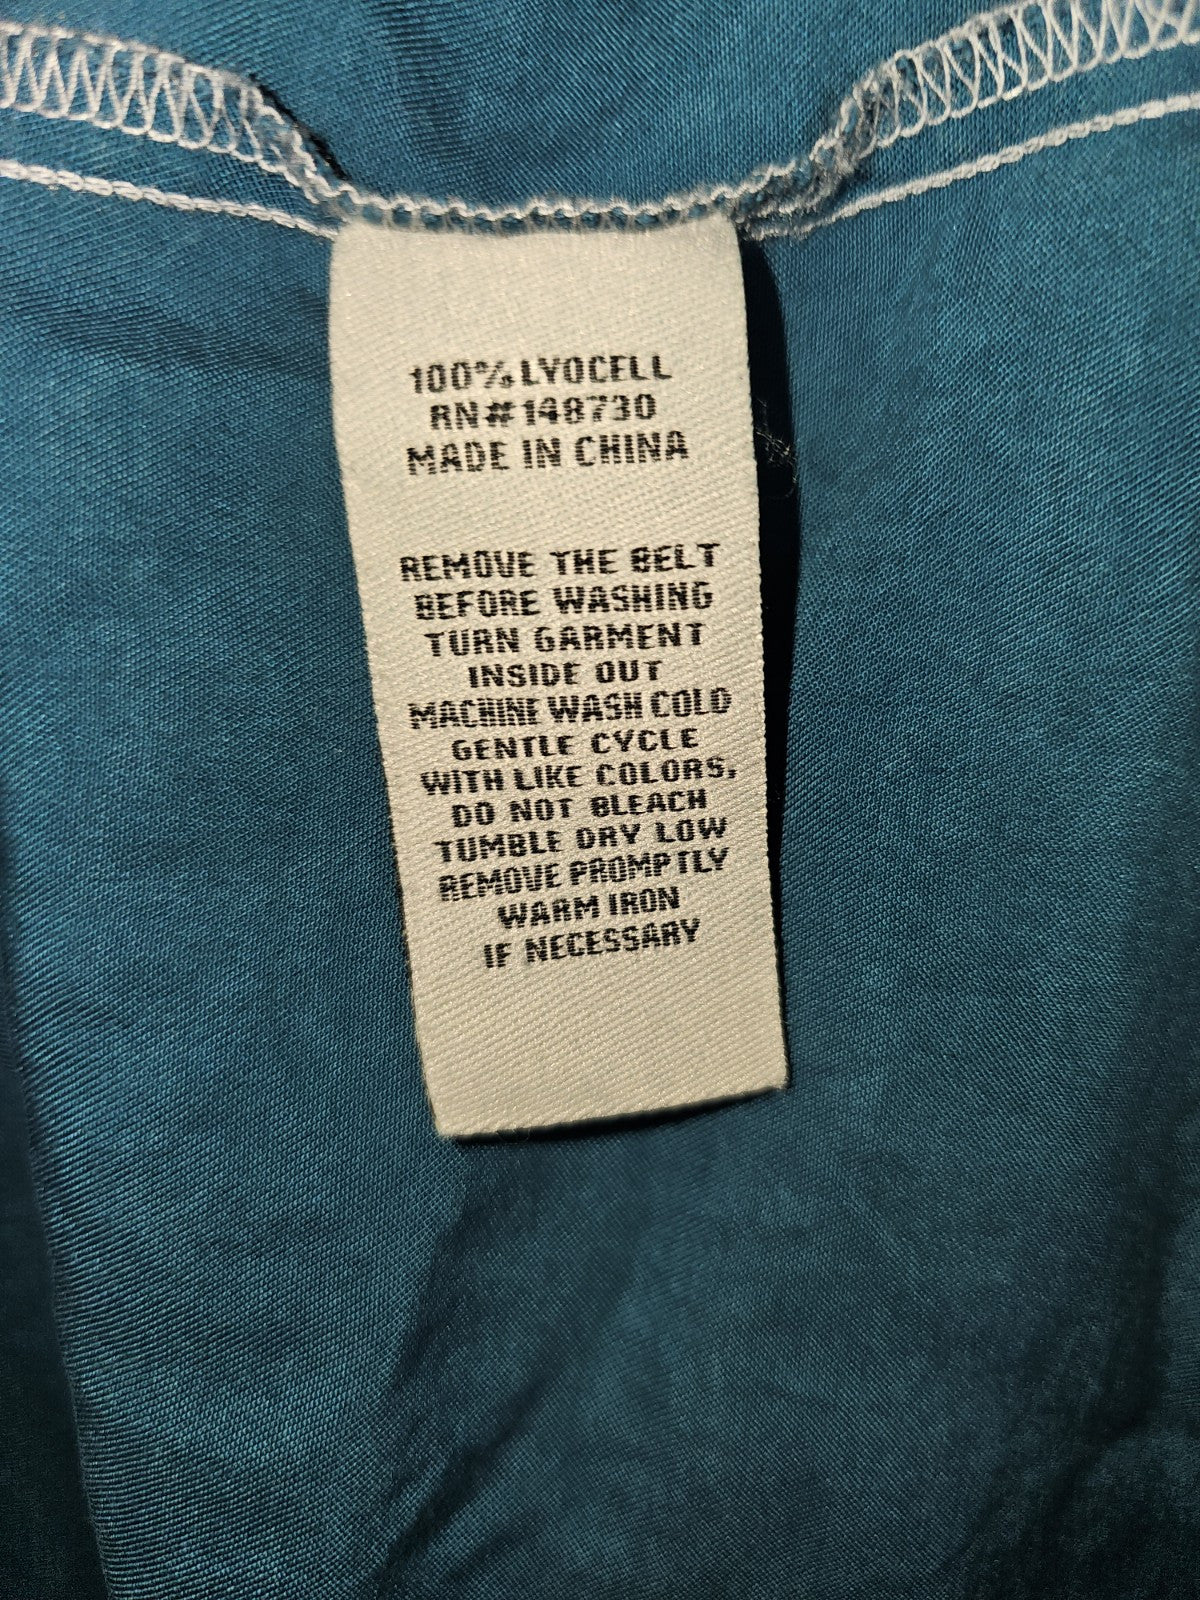 100% LYOCELL
RN#148730
MADE IN CHINA
REMOVE THE BELT
BEFORE WASHING
TURN GARMENT
INSIDE OUT
MACHINE WASH COLD
GENTLE CYCLE
WITH LIKE COLORS,
DO NOT BLEACH
TUMBLE DRY LOW
REMOVE PROMPTLY
WARM IRON
IF NECESSARY